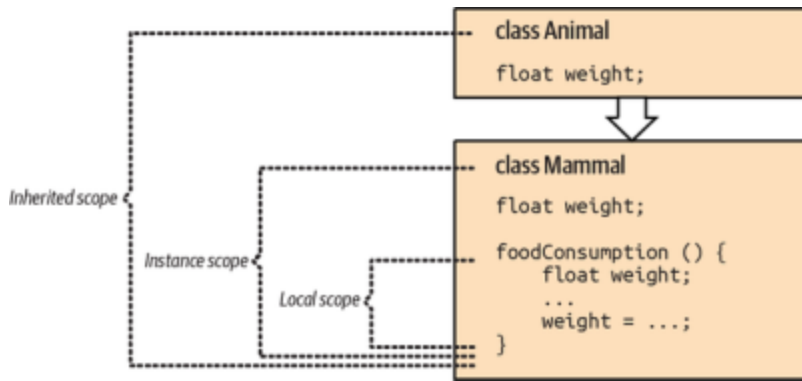 class Animal
float weight;
class Mammal
Inherited scope
float weight;
Instance scope
foodConsumption () {
float weight;
Local scope
...
weight = ...;
}